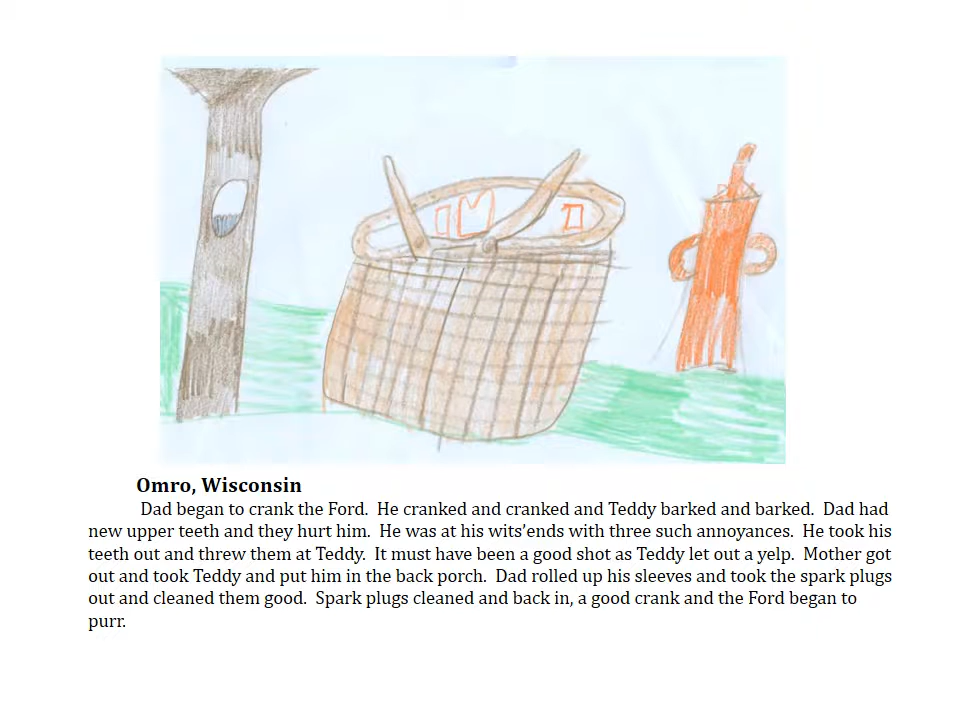 Omro, Wisconsin
Dad began to crank the Ford.  He cranked and cranked and Teddy barked and barked.  Dad had
new upper teeth and they hurt him.  He was at his wits’ends with three such annoyances.  He took his
teeth out and threw them at Teddy.  It must have been a good shot as Teddy let out a yelp.  Mother got
out and took Teddy and put him in the back porch.  Dad rolled up his sleeves and took the spark plugs
out and cleaned them good.  Spark plugs cleaned and back in, a good crank and the Ford began to
purr.